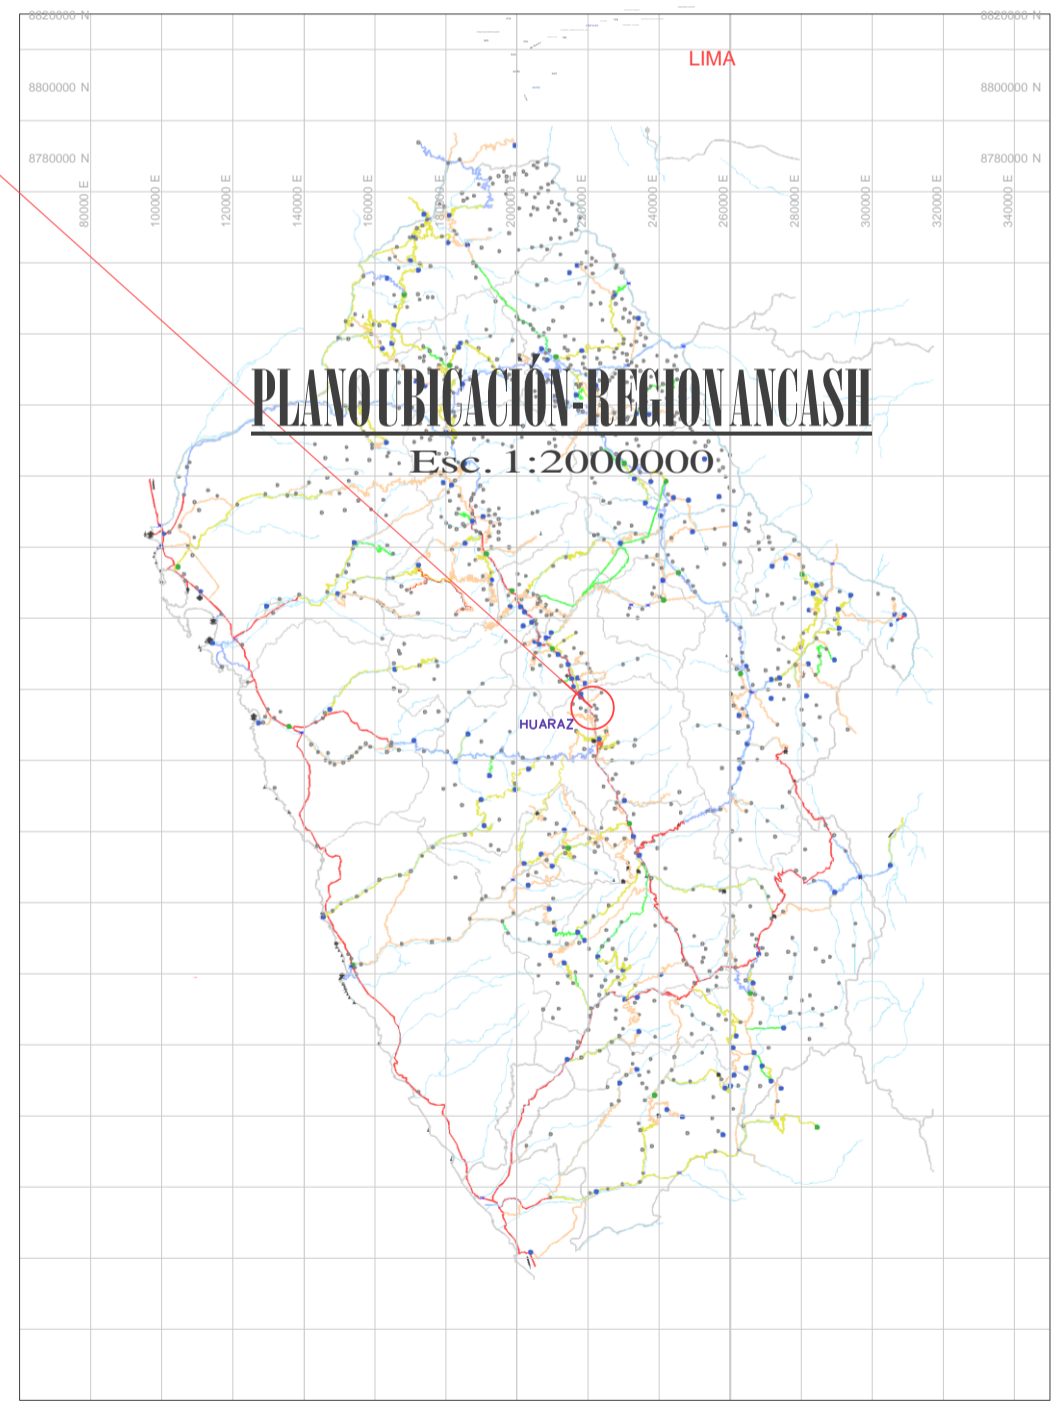 8820000 N 8820000 N
LIMA
8800000 N 8800000 N
8780000 N 8780000 N
80000 E 100000 E 120000 E 140000 E 160000 E 180000 E 200000 E 220000 E 240000 E 260000 E 280000 E 300000 E 320000 E 340000 E
PLANO UBICACIÓN-REGION ANCASH
Esc. 1:2000000
HUARAZ